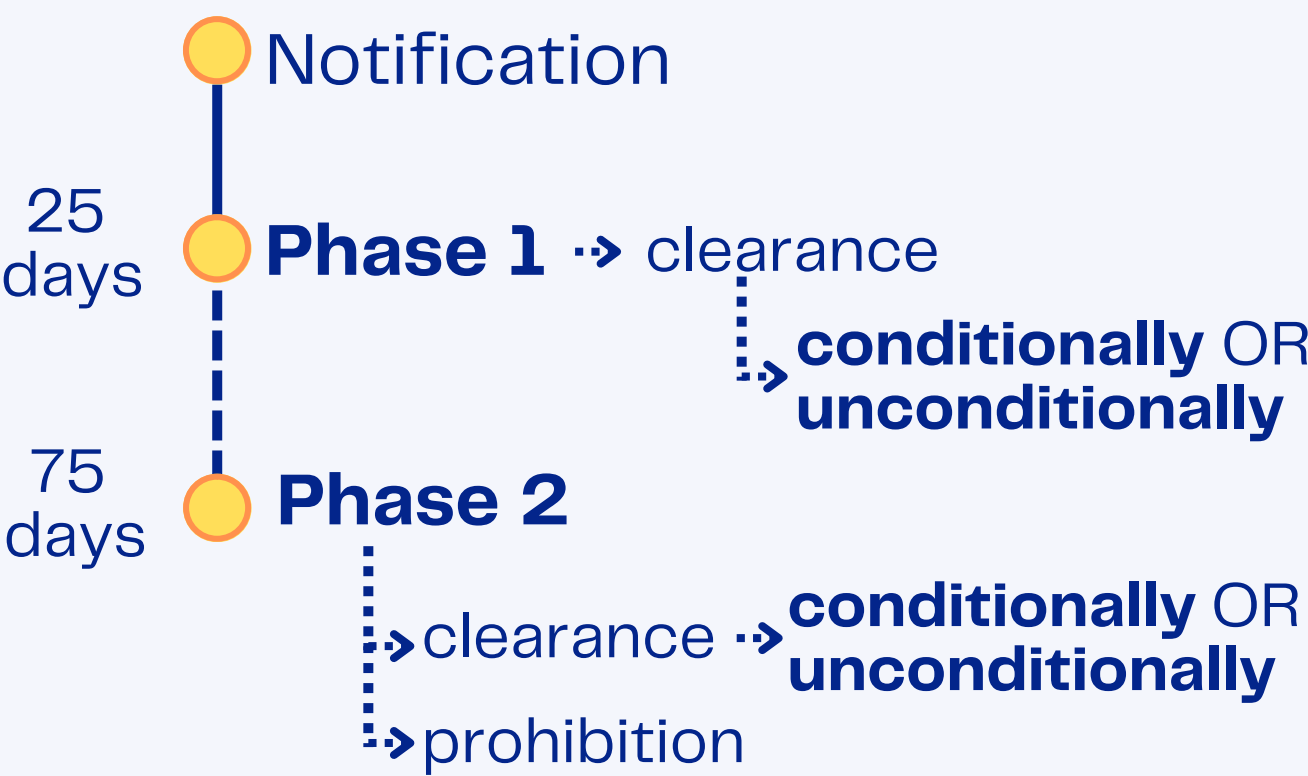 Notification
25
days
Phase 1
clearance
conditionally OR
unconditionally
75
days
Phase 2
clearance
conditionally OR
unconditionally
prohibition